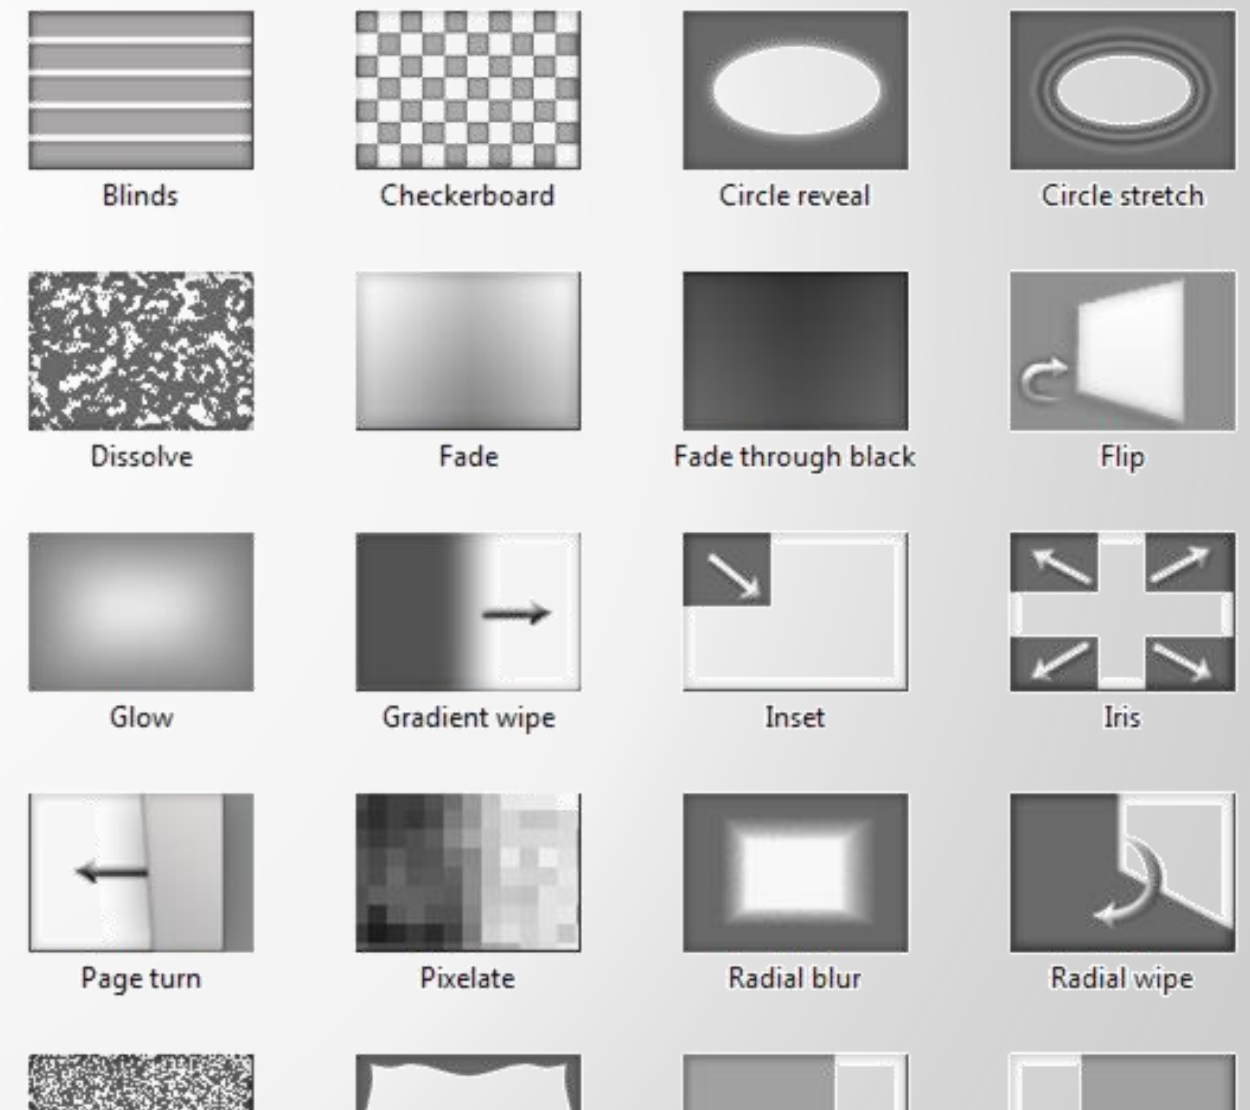 Blinds
Checkerboard
Circle reveal
Circle stretch
Dissolve
Fade
Fade through black
Flip
Glow
Gradient wipe
Inset
Iris
Page turn
Pixelate
Radial blur
Radial wipe